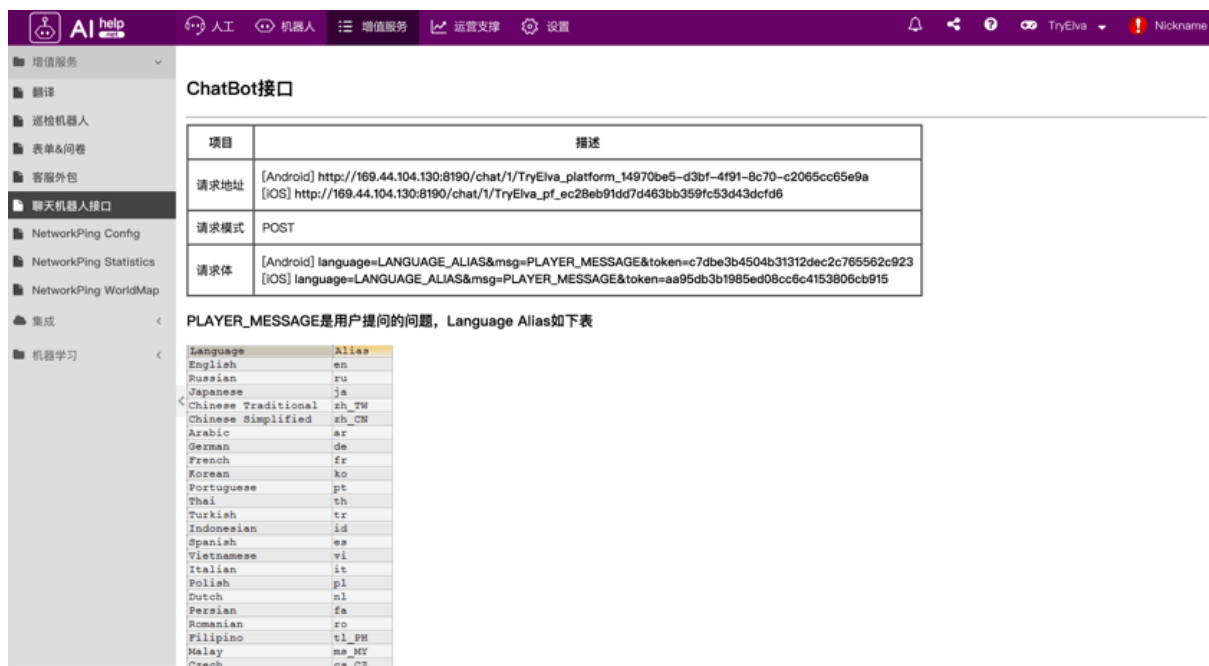 AI help .net 人工 机器人 增值服务 运营支撑 设置 TryElva Nickname
增值服务
翻译
巡检机器人
表单&问卷
客服外包
聊天机器人接口
NetworkPing Config
NetworkPing Statistics
NetworkPing WorldMap
集成
机器学习
ChatBot接口
项目 描述
请求地址 [Android] http://169.44.104.130:8190/chat/1/TryElva_platform_14970be5-d3bf-4f91-8c70-c2065cc65e9a
[iOS] http://169.44.104.130:8190/chat/1/TryElva_pf_ec28eb91dd7d463bb359fc53d43dcfd6
请求模式 POST
请求体 [Android] language=LANGUAGE_ALIAS&msg=PLAYER_MESSAGE&token=c7dbe3b4504b31312dec2c765562c923
[iOS] language=LANGUAGE_ALIAS&msg=PLAYER_MESSAGE&token=aa95db3b1985ed08cc6c4153806cb915
PLAYER_MESSAGE是用户提问的问题，Language Alias如下表
Language Alias
English en
Russian ru
Japanese ja
Chinese Traditional zh_TW
Chinese Simplified zh_CN
Arabic ar
German de
French fr
Korean ko
Portuguese pt
Thai th
Turkish tr
Indonesian id
Spanish es
Vietnamese vi
Italian it
Polish pl
Dutch nl
Persian fa
Romanian ro
Filipino tl_PH
Malay ms_MY
Czech cs_CZ